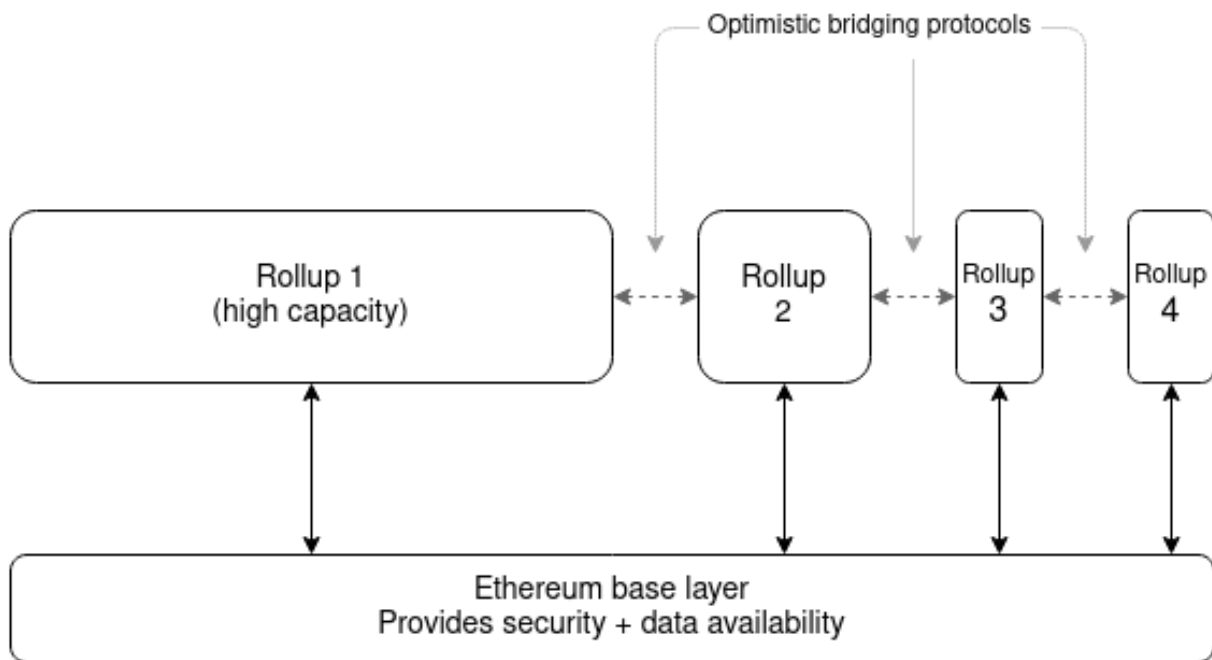 Optimistic bridging protocols
Rollup 1
(high capacity)
Rollup
2
Rollup
3
Rollup
4
Ethereum base layer
Provides security + data availability